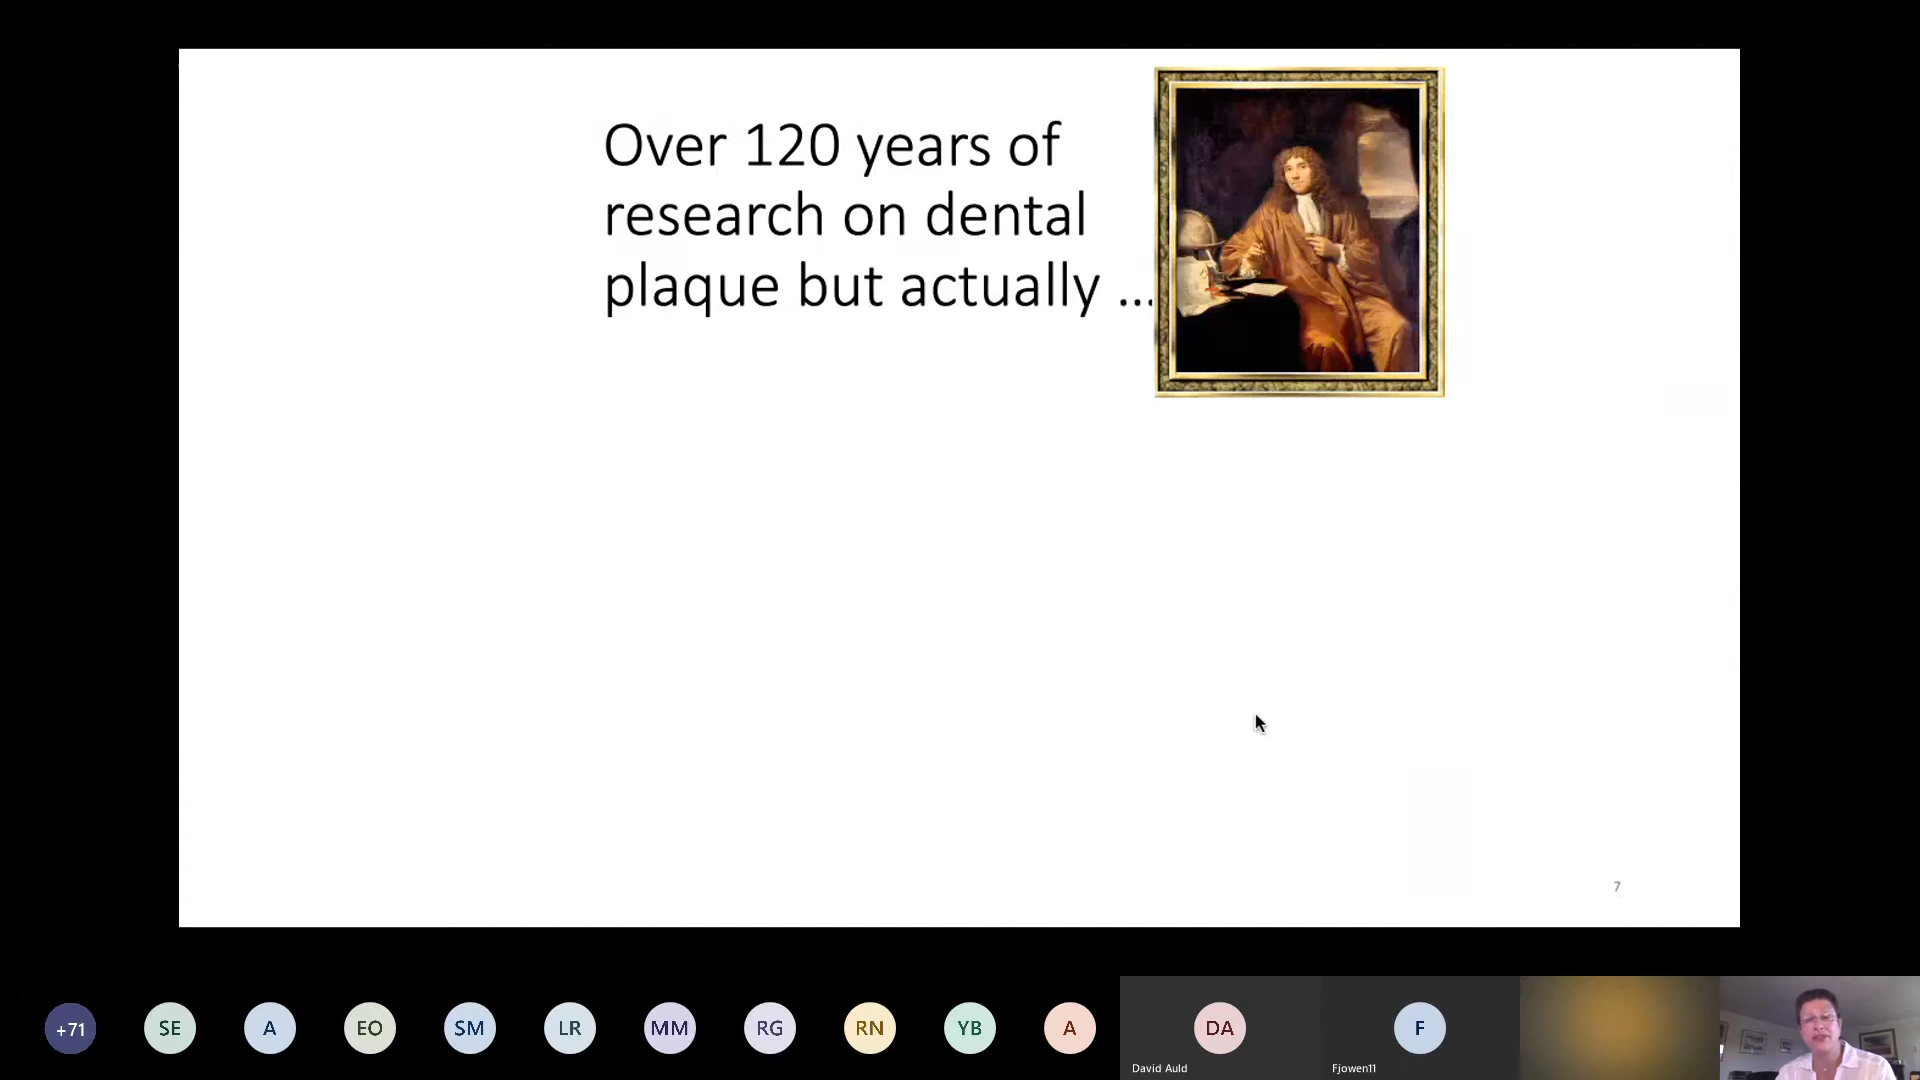 Over 120 years of
research on dental
plaque but actually ...
7
+71
SE
A
EO
SM
LR
MM
RG
RN
YB
A
DA
F
David Auld
Fjowen11